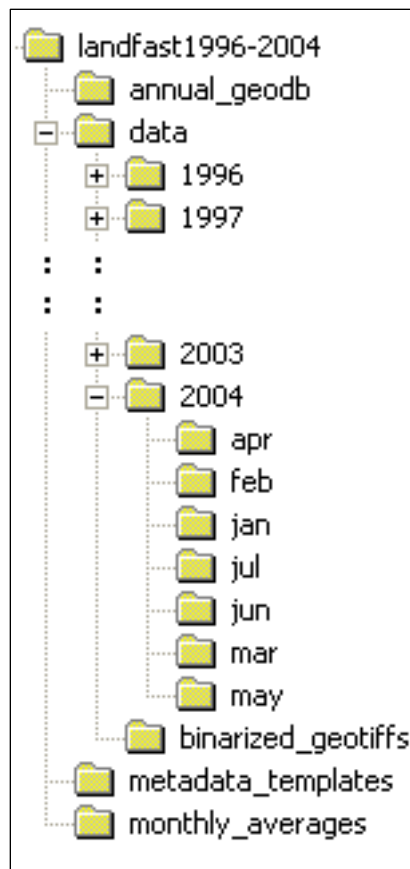 landfast1996-2004
annual_geodb
data
1996
1997
: :
: :
2003
2004
apr
feb
jan
jul
jun
mar
may
binarized_geotiffs
metadata_templates
monthly_averages